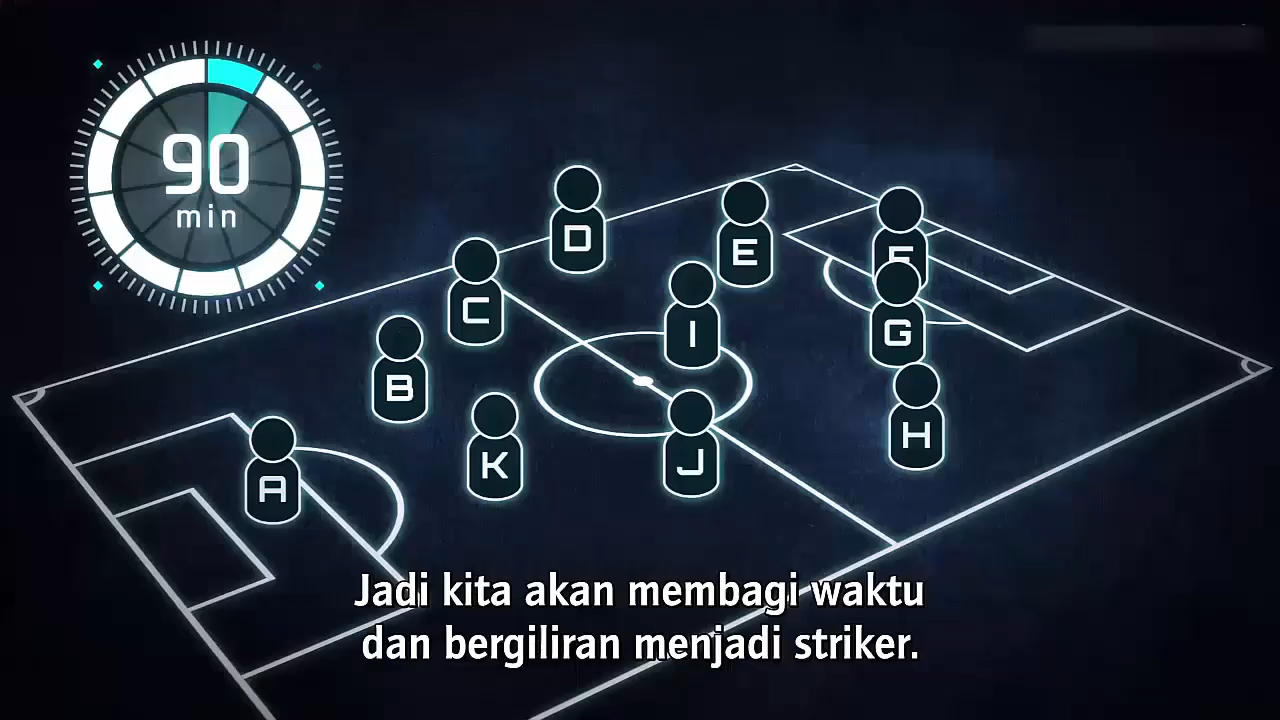 90
min
D
E
F
C
I
G
B
H
K
J
A
Jadi kita akan membagi waktu
dan bergiliran menjadi striker.